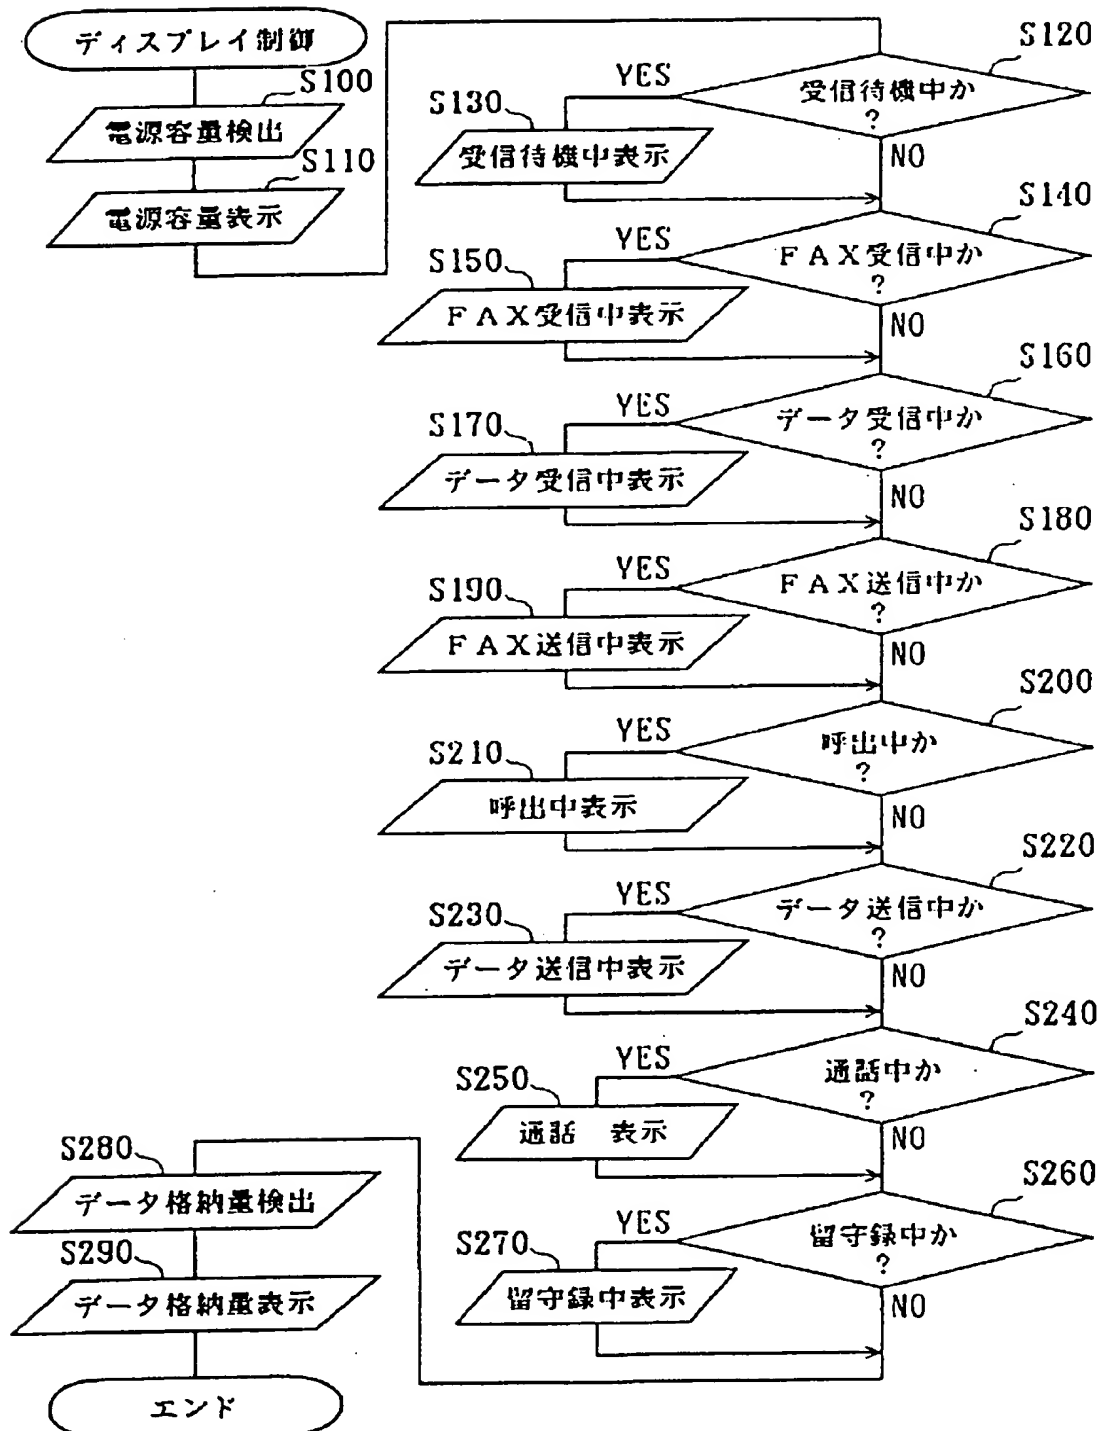 ディスプレイ制御
S100
電源容量検出
S110
電源容量表示
S120
受信待機中か
?
YES
NO
S130
受信待機中表示
S140
FAX受信中か
?
YES
NO
S150
FAX受信中表示
S160
データ受信中か
?
YES
NO
S170
データ受信中表示
S180
FAX送信中か
?
YES
NO
S190
FAX送信中表示
S200
呼出中か
?
YES
NO
S210
呼出中表示
S220
データ送信中か
?
YES
NO
S230
データ送信中表示
S240
通話中か
?
YES
NO
S250
通話 表示
S260
留守録中か
?
YES
NO
S270
留守録中表示
S280
データ格納量検出
S290
データ格納量表示
エンド